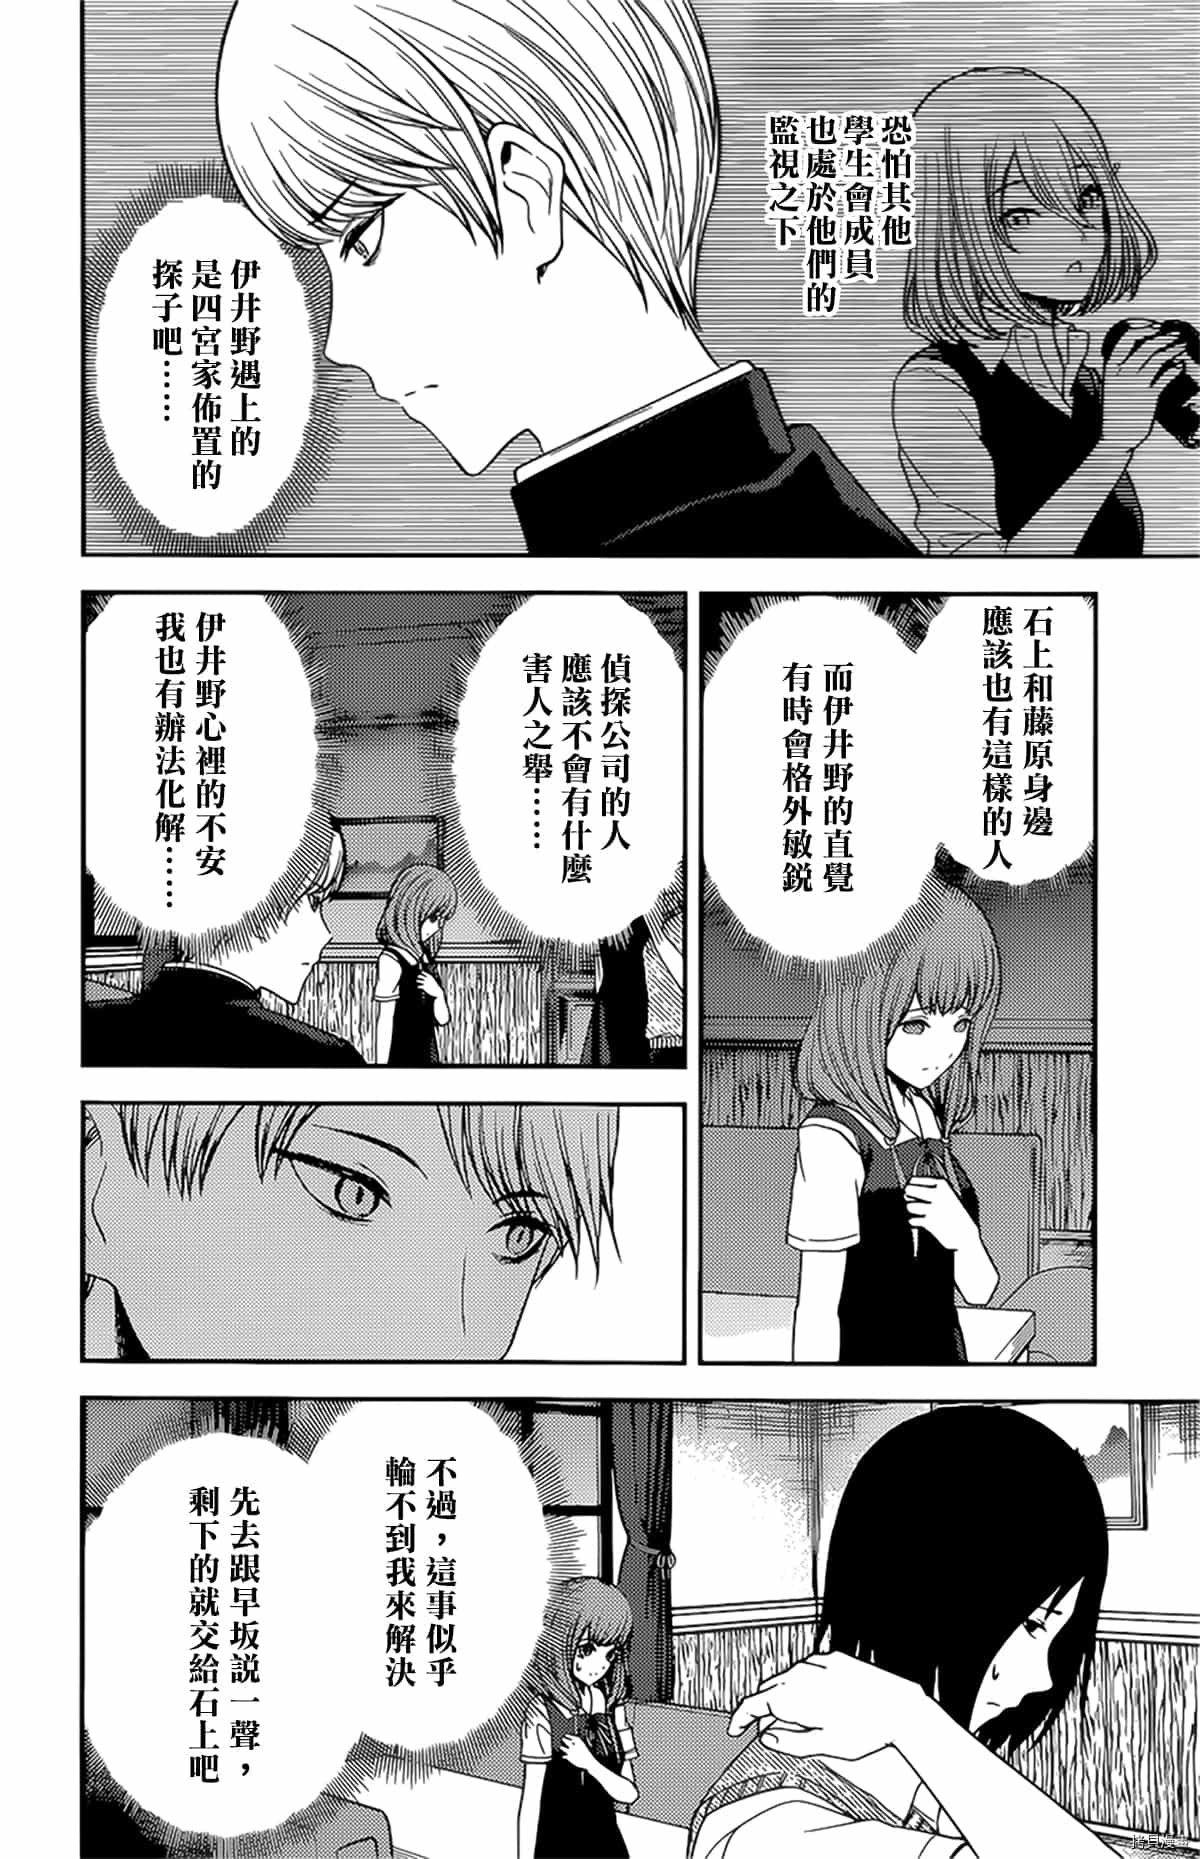 恐怕其他
學生會成員
也處於他們的
監視之下
伊井野遇上的
是四宮家佈置的
探子吧……
石上和藤原身邊
應該也有這樣的人
而伊井野的直覺
有時會格外敏銳
偵探公司的人
應該不會有什麼
害人之舉……
伊井野心裡的不安
我也有辦法化解……
不過，這事似乎
輪不到我來解決
先去跟早坂說一聲，
剩下的就交給石上吧
拷貝漫畫